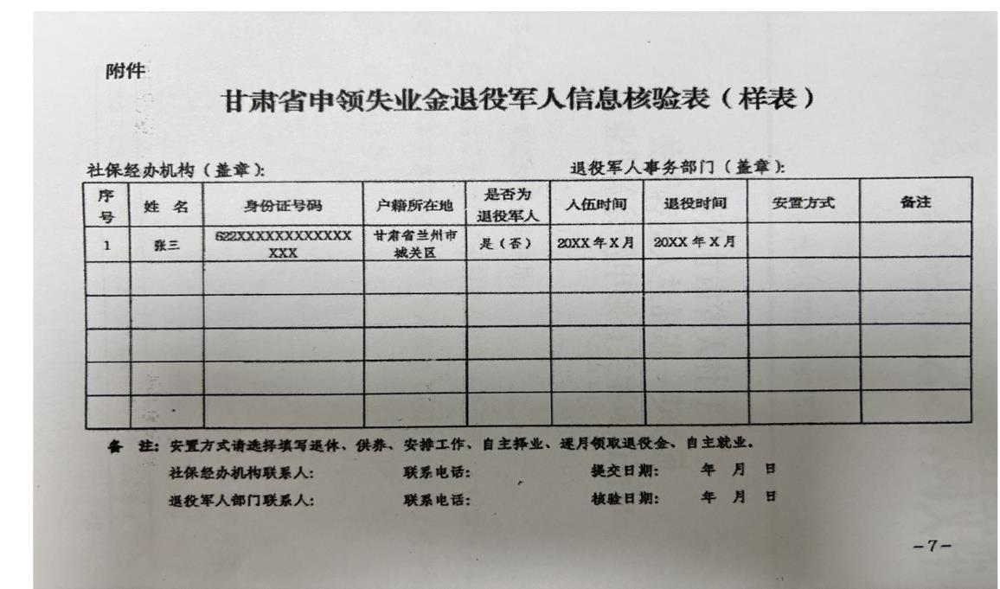 附件
甘肃省申领失业金退役军人信息核验表（样表）
社保经办机构（盖章）： 退役军人事务部门（盖章）：
序号 姓 名 身份证号码 户籍所在地 是否为退役军人 入伍时间 退役时间 安置方式 备注
1 张三 622XXXXXXXXXXXXXXX 甘肃省兰州市城关区 是（否） 20XX 年 X 月 20XX 年 X 月
备 注：安置方式请选择填写退休、供养、安排工作、自主择业、逐月领取退役金、自主就业。
社保经办机构联系人： 联系电话： 提交日期： 年 月 日
退役军人部门联系人： 联系电话： 核验日期： 年 月 日
-7-